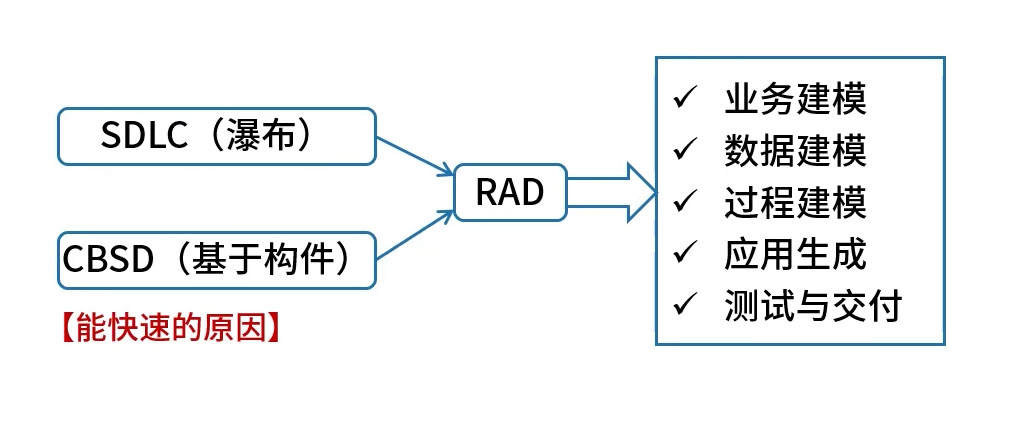 SDLC（瀑布）
CBSD（基于构件）
【能快速的原因】
RAD
✓ 业务建模
✓ 数据建模
✓ 过程建模
✓ 应用生成
✓ 测试与交付